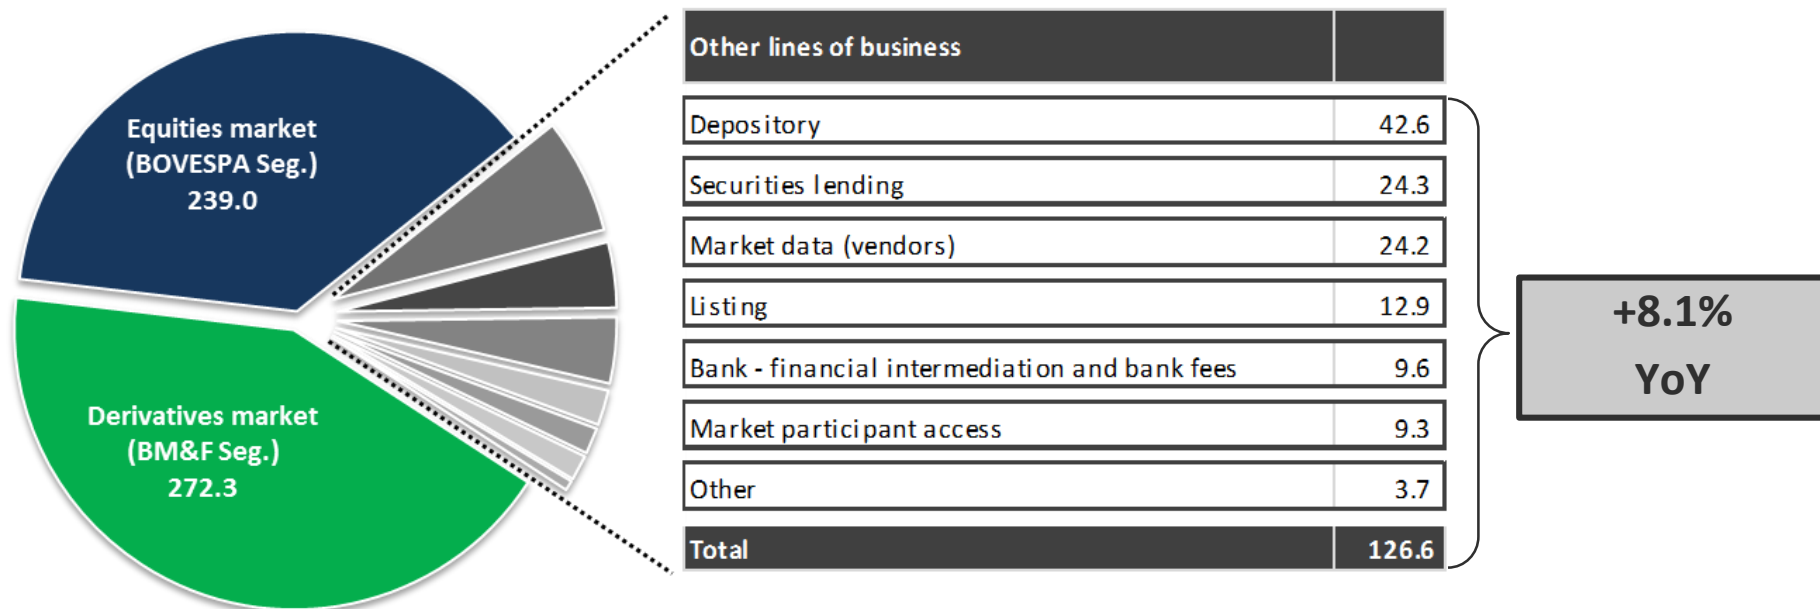 Equities market
(BOVESPA Seg.)
239.0
Derivatives market
(BM&F Seg.)
272.3
Other lines of business
Depository 42.6
Securities lending 24.3
Market data (vendors) 24.2
Listing 12.9
Bank - financial intermediation and bank fees 9.6
Market participant access 9.3
Other 3.7
Total 126.6
+8.1%
YoY